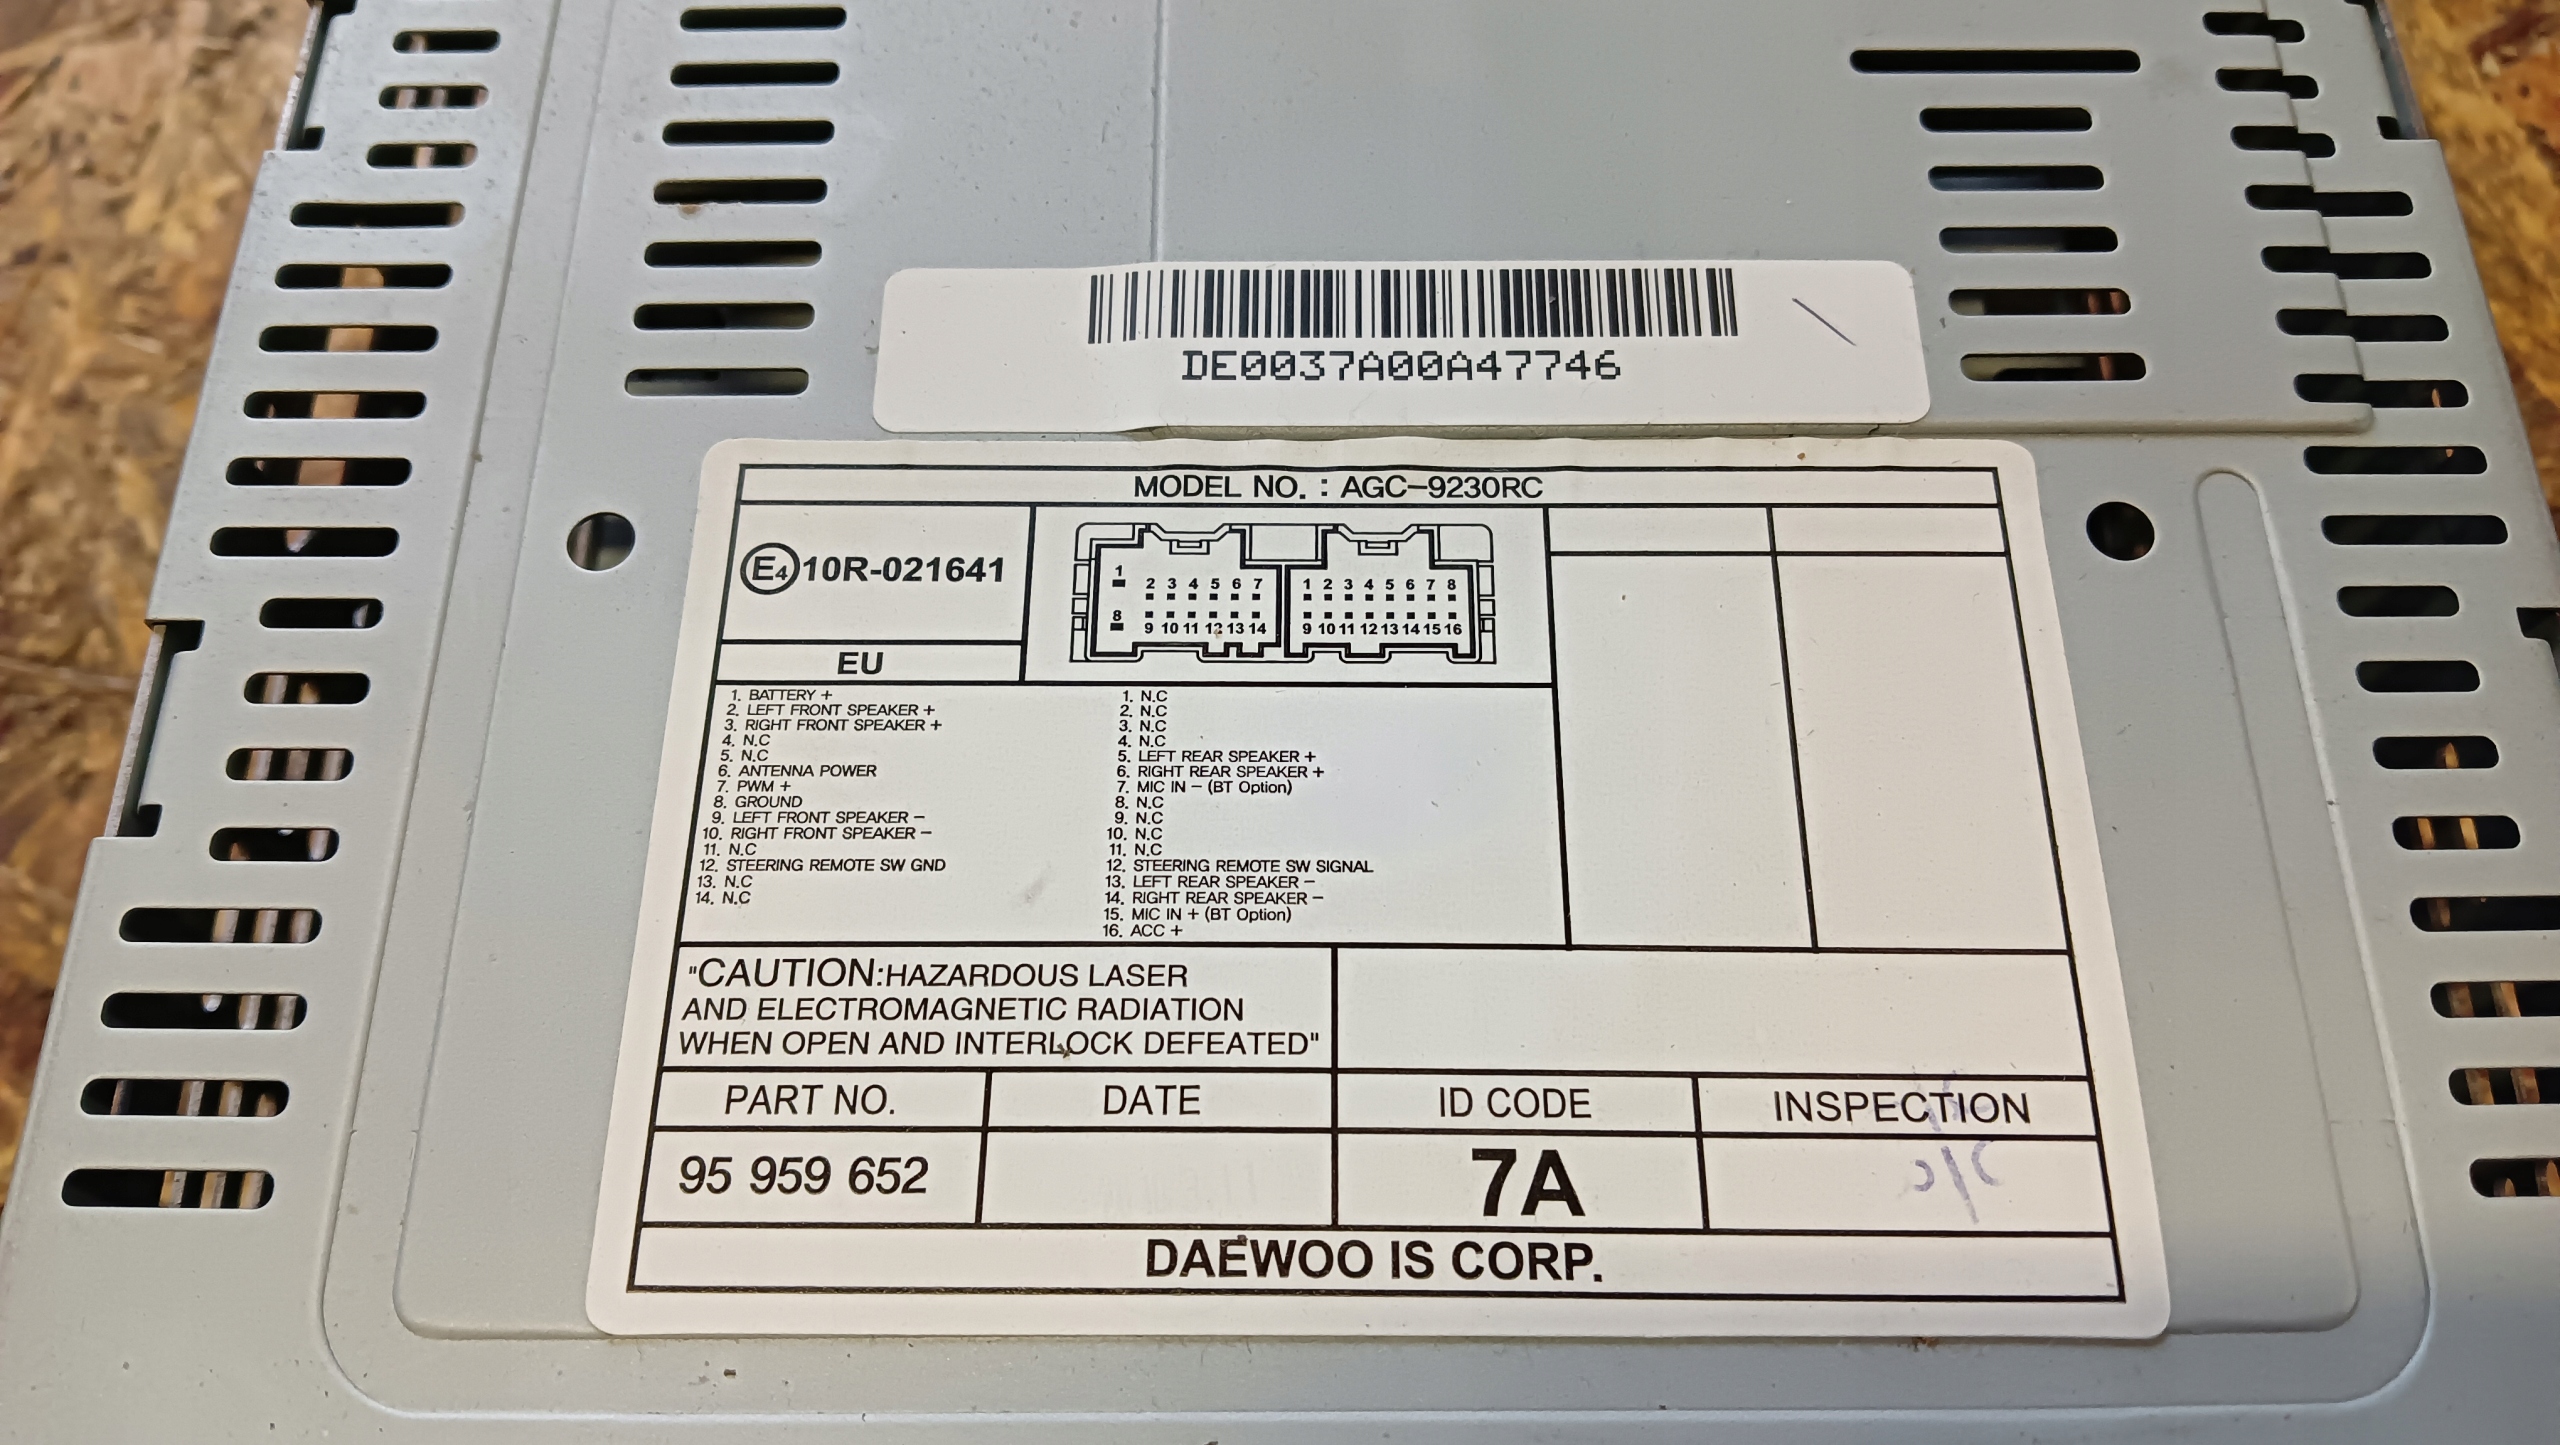 DE0037A00A47746
MODEL NO. : AGC-9230RC
E4 10R-021641
EU
1 2 3 4 5 6 7
8 9 10 11 12 13 14
1 2 3 4 5 6 7 8
9 10 11 12 13 14 15 16
1. BATTERY +
2. LEFT FRONT SPEAKER +
3. RIGHT FRONT SPEAKER +
4. N.C
5. N.C
6. ANTENNA POWER
7. PWM +
8. GROUND
9. LEFT FRONT SPEAKER -
10. RIGHT FRONT SPEAKER -
11. N.C
12. STEERING REMOTE SW GND
13. N.C
14. N.C
1. N.C
2. N.C
3. N.C
4. N.C
5. LEFT REAR SPEAKER +
6. RIGHT REAR SPEAKER +
7. MIC IN - (BT Option)
8. N.C
9. N.C
10. N.C
11. N.C
12. STEERING REMOTE SW SIGNAL
13. LEFT REAR SPEAKER -
14. RIGHT REAR SPEAKER -
15. MIC IN + (BT Option)
16. ACC +
"CAUTION:HAZARDOUS LASER
AND ELECTROMAGNETIC RADIATION
WHEN OPEN AND INTERLOCK DEFEATED"
PART NO. DATE ID CODE INSPECTION
95 959 652 7A
DAEWOO IS CORP.